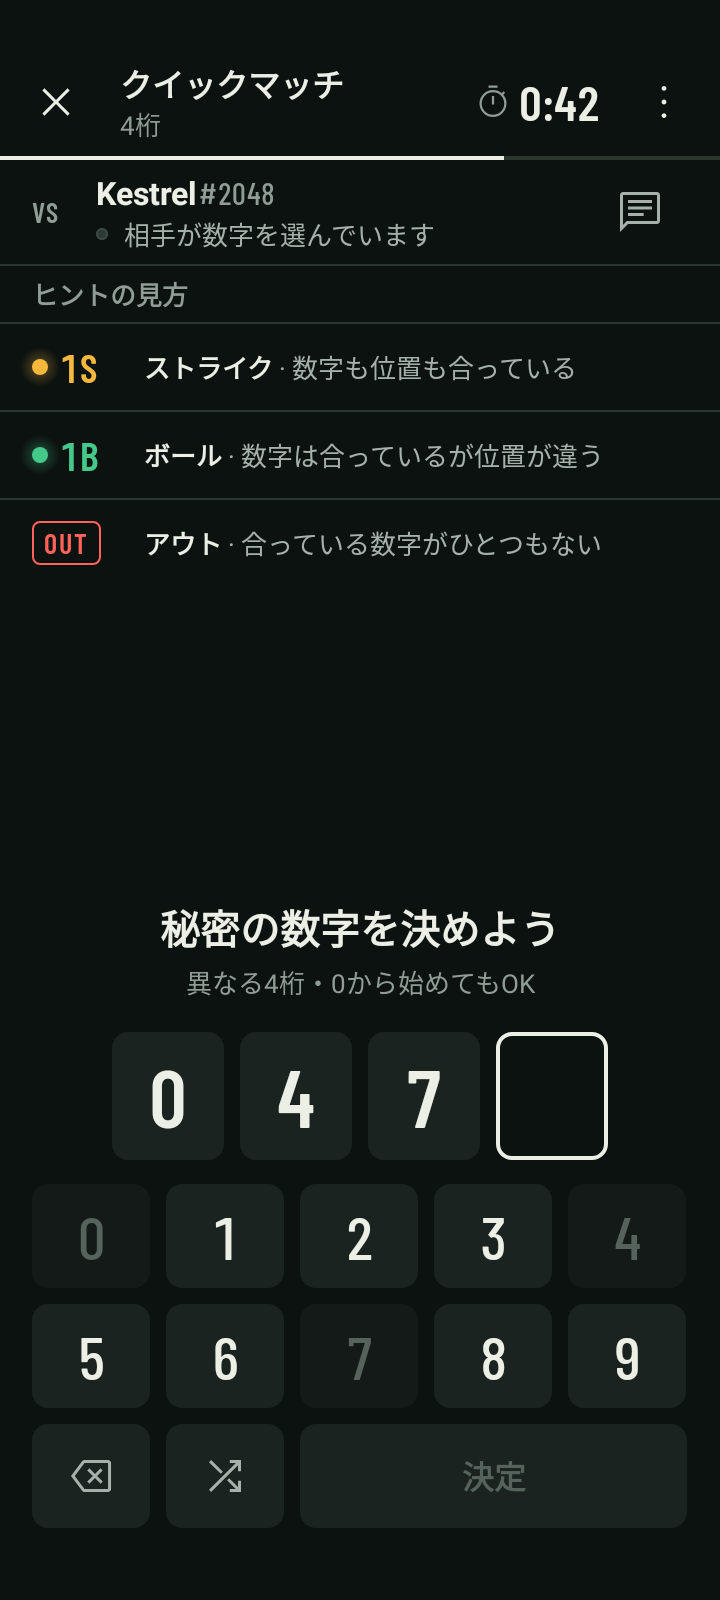 クイックマッチ
4桁
0:42
VS
Kestrel #2048
相手が数字を選んでいます
ヒントの見方
1S ストライク · 数字も位置も合っている
1B ボール · 数字は合っているが位置が違う
OUT アウト · 合っている数字がひとつもない
秘密の数字を決めよう
異なる4桁・0から始めてもOK
0 4 7
0 1 2 3 4
5 6 7 8 9
決定